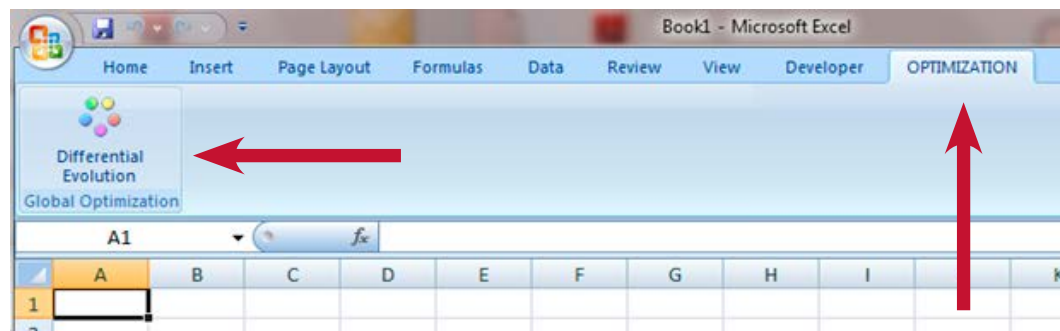 Book1 - Microsoft Excel
Home Insert Page Layout Formulas Data Review View Developer OPTIMIZATION
Differential
Evolution
Global Optimization
A1 fx
A B C D E F G H I
1